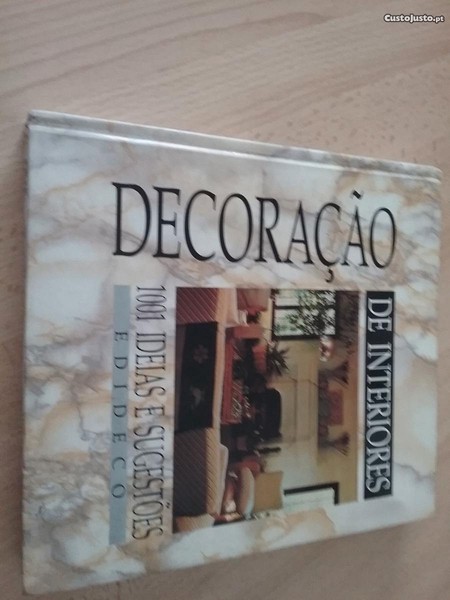 CustoJusto.pt
DECORAÇÃO
DE INTERIORES
1001 IDEIAS E SUGESTÕES
EDIDECO